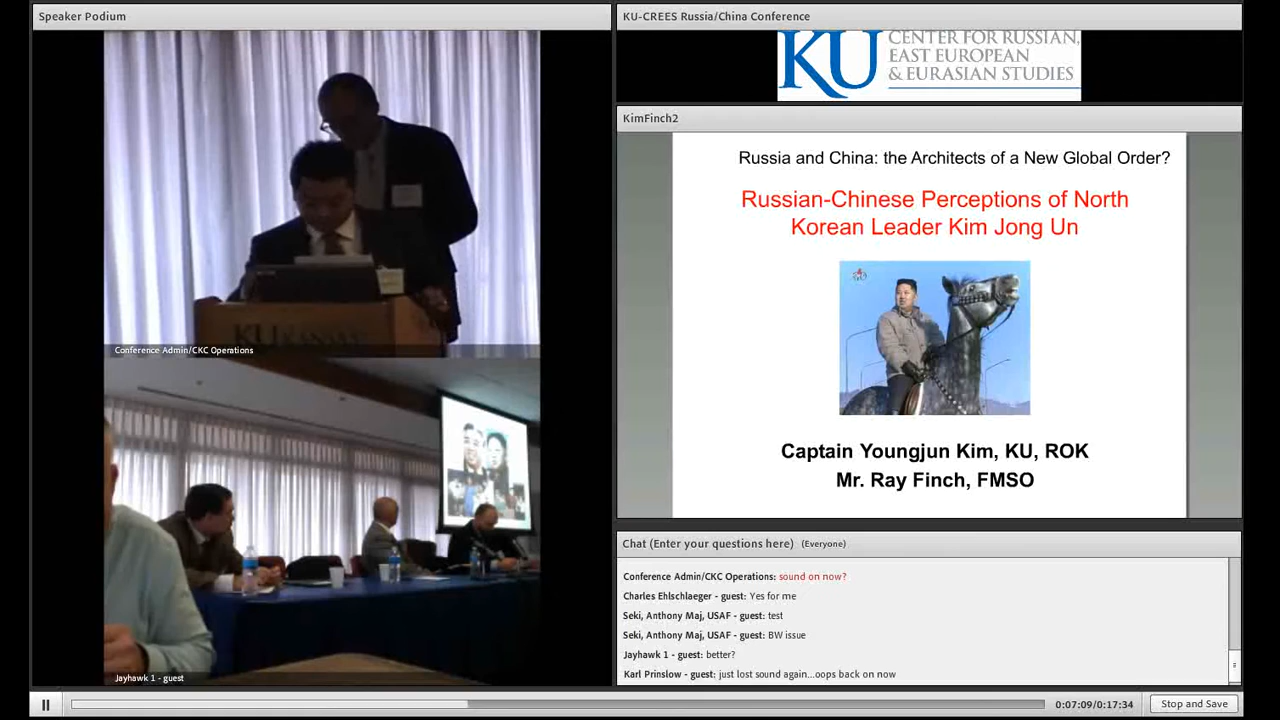 Speaker Podium
KU
KANSAS
Conference Admin/CKC Operations
Jayhawk 1 - guest
KU-CREES Russia/China Conference
KU
CENTER FOR RUSSIAN,
EAST EUROPEAN
& EURASIAN STUDIES
KimFinch2
Russia and China: the Architects of a New Global Order?
Russian-Chinese Perceptions of North
Korean Leader Kim Jong Un
Captain Youngjun Kim, KU, ROK
Mr. Ray Finch, FMSO
Chat (Enter your questions here) (Everyone)
Conference Admin/CKC Operations: sound on now?
Charles Ehlschlaeger - guest: Yes for me
Seki, Anthony Maj, USAF - guest: test
Seki, Anthony Maj, USAF - guest: BW issue
Jayhawk 1 - guest: better?
Karl Prinslow - guest: just lost sound again...oops back on now
0:07:09/0:17:34
Stop and Save